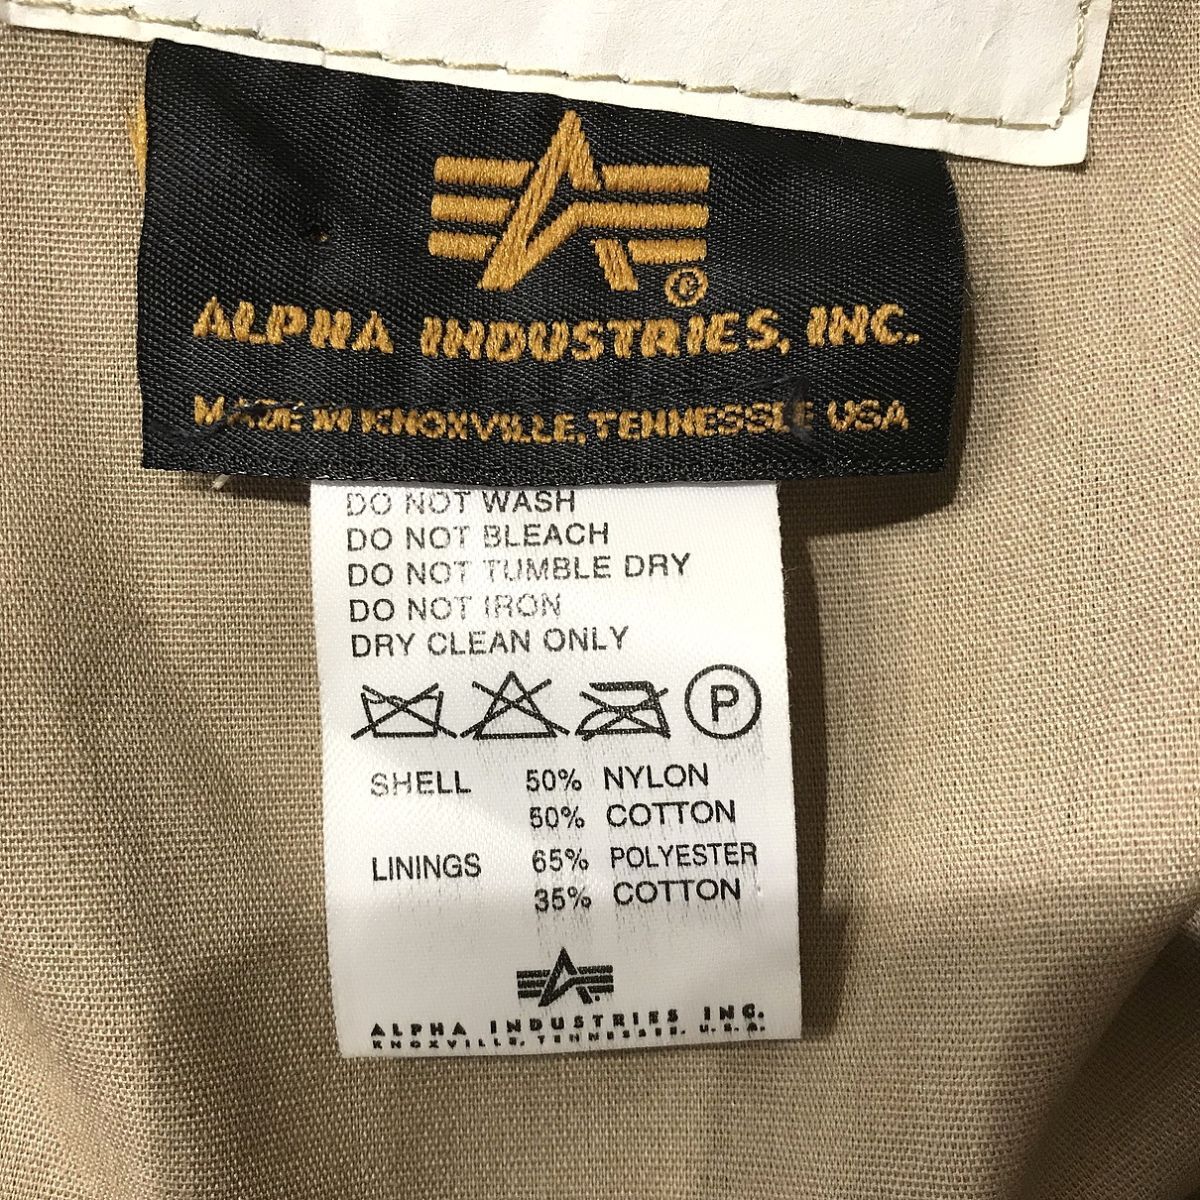 ALPHA INDUSTRIES, INC.
MADE IN KNOXVILLE, TENNESSEE USA
DO NOT WASH
DO NOT BLEACH
DO NOT TUMBLE DRY
DO NOT IRON
DRY CLEAN ONLY
P
SHELL 50% NYLON
50% COTTON
LININGS 65% POLYESTER
35% COTTON
ALPHA INDUSTRIES INC.
KNOXVILLE, TENNESSEE, U.S.A.